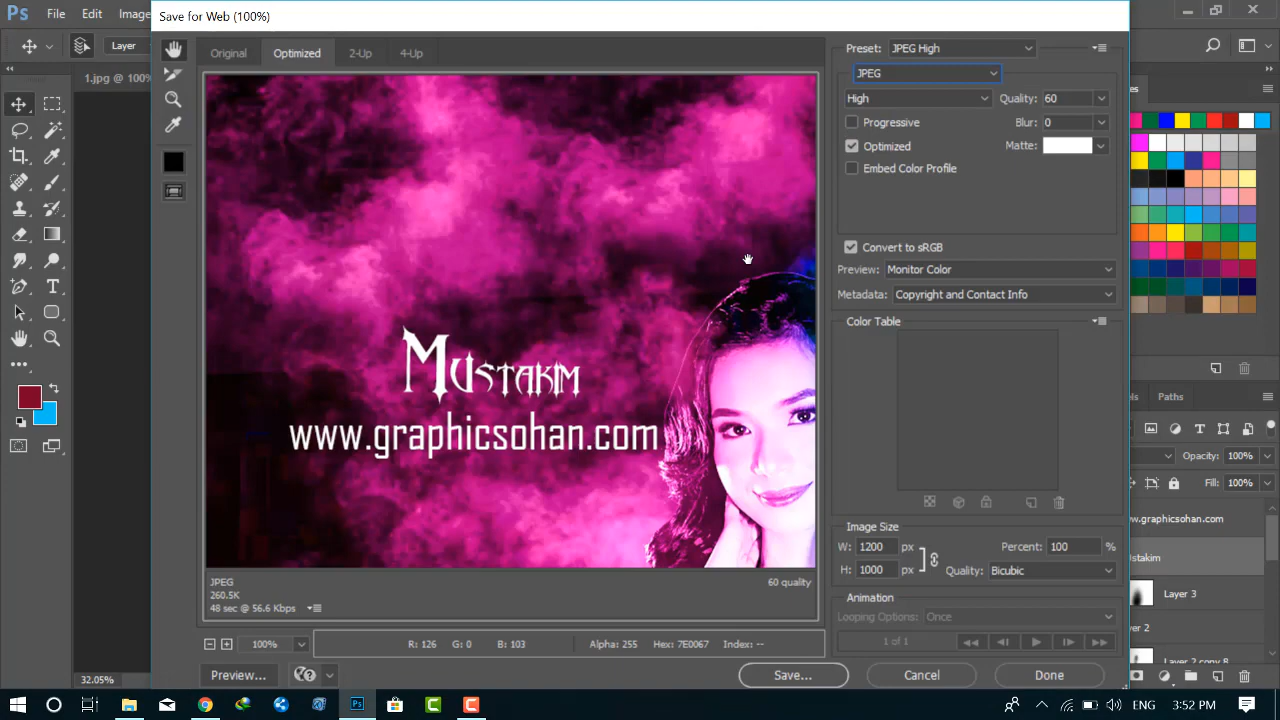 Save for Web (100%)
Ps File Edit Image
Layer
1.jpg @ 100%
Original Optimized 2-Up 4-Up
Mustakim
www.graphicsohan.com
JPEG
260.5K
48 sec @ 56.6 Kbps
60 quality
100%
R: 126 G: 0 B: 103 Alpha: 255 Hex: 7E0067 Index: --
Preview...
Save... Cancel Done
Preset: JPEG High
JPEG
High Quality: 60
Progressive Blur: 0
Optimized Matte:
Embed Color Profile
Convert to sRGB
Preview: Monitor Color
Metadata: Copyright and Contact Info
Color Table
Image Size
W: 1200 px Percent: 100 %
H: 1000 px Quality: Bicubic
Animation
Looping Options: Once
1 of 1
es
els Paths
Opacity: 100%
Fill: 100%
w.graphicsohan.com
stakim
Layer 3
er 2
Layer 2 copy 8
32.05%
ENG 3:52 PM